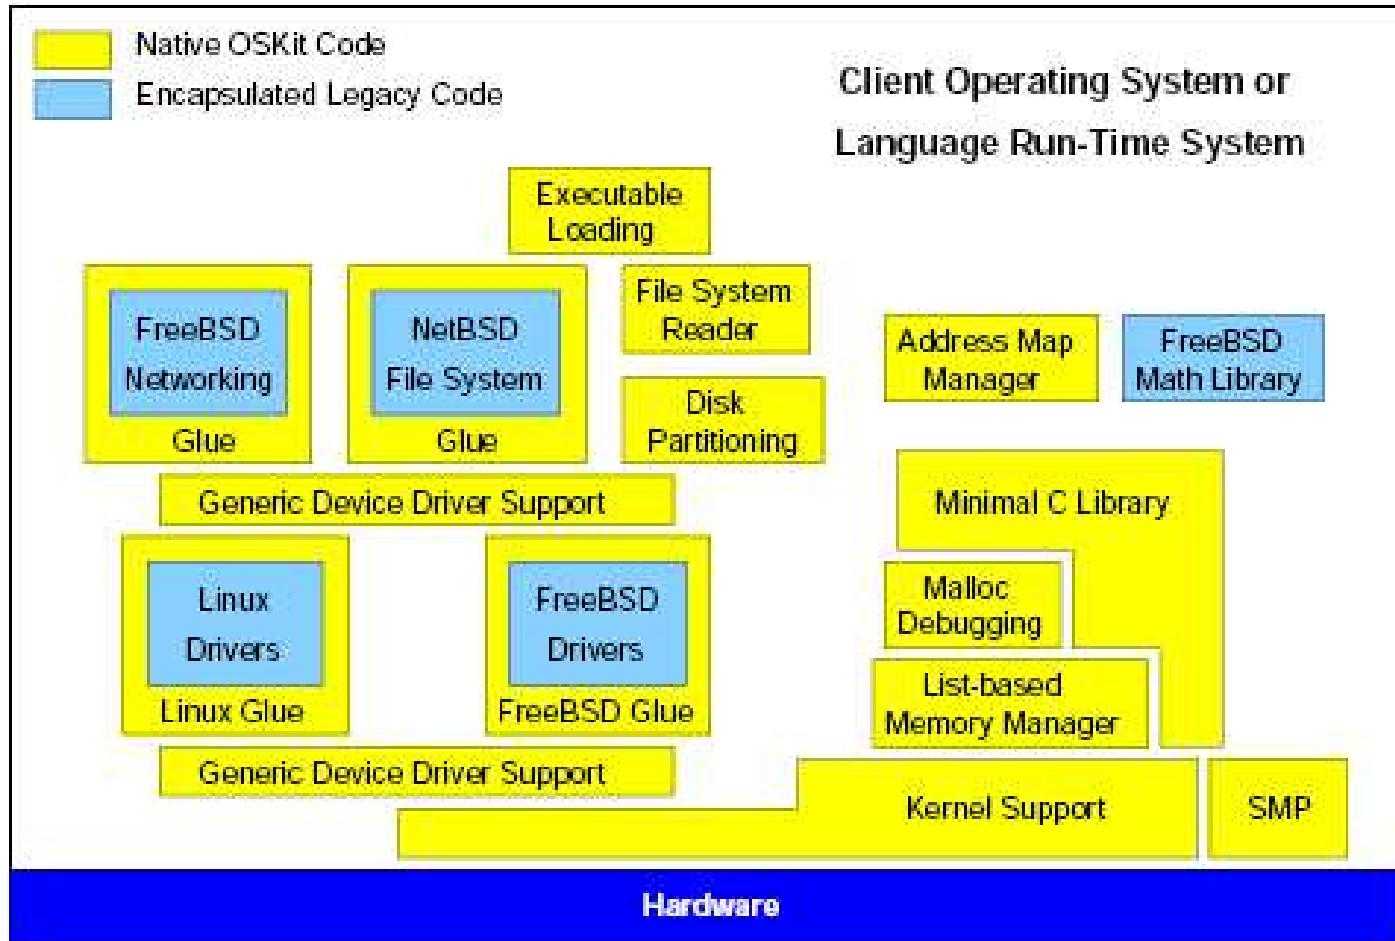 Native OSKit Code
Encapsulated Legacy Code
Client Operating System or
Language Run-Time System
Executable
Loading
FreeBSD
Networking
Glue
NetBSD
File System
Glue
File System
Reader
Disk
Partitioning
Address Map
Manager
FreeBSD
Math Library
Generic Device Driver Support
Minimal C Library
Linux
Drivers
Linux Glue
FreeBSD
Drivers
FreeBSD Glue
Malloc
Debugging
List-based
Memory Manager
Generic Device Driver Support
Kernel Support
SMP
Hardware